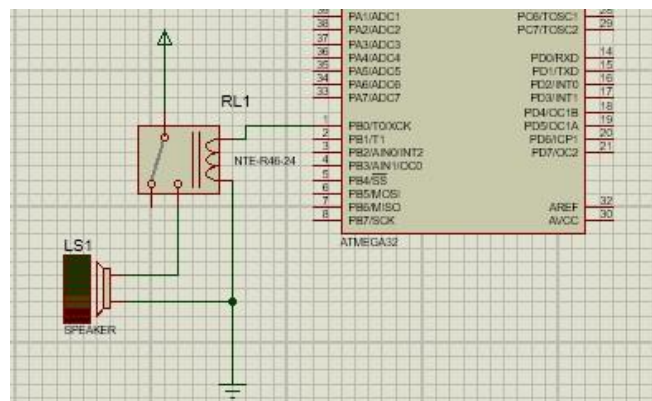 38
37
36
35
34
33
PA1/ADC1
PA2/ADC2
PA3/ADC3
PA4/ADC4
PA5/ADC5
PA6/ADC6
PA7/ADC7
PC6/TOSC1
PC7/TOSC2
29
PD0/RXD
PD1/TXD
PD2/INT0
PD3/INT1
PD4/OC1B
PD5/OC1A
PD6/ICP1
PD7/OC2
14
15
16
17
18
19
20
21
RL1
NTE-R46-24
1
2
3
4
5
6
7
8
PB0/T0/XCK
PB1/T1
PB2/AIN0/INT2
PB3/AIN1/OC0
PB4/SS
PB5/MOSI
PB6/MISO
PB7/SCK
AREF
AVCC
32
30
ATMEGA32
LS1
SPEAKER